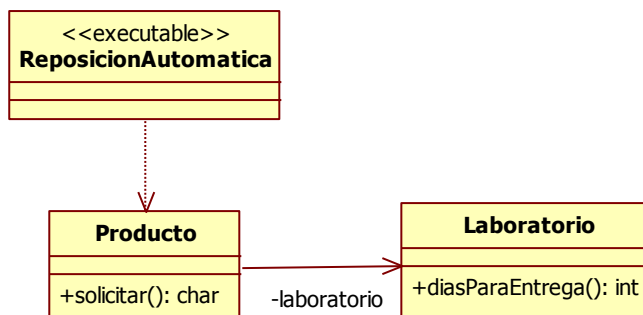 <<executable>>
ReposicionAutomatica
Producto
+solicitar(): char
-laboratorio
Laboratorio
+diasParaEntrega(): int